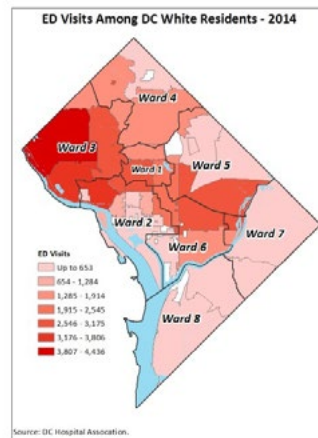 ED Visits Among DC White Residents - 2014
Ward 4
Ward 3
Ward 1
Ward 5
Ward 2
Ward 7
Ward 6
Ward 8
ED Visits
Up to 653
654 - 1,284
1,285 - 1,914
1,915 - 2,545
2,546 - 3,175
3,176 - 3,806
3,807 - 4,436
Source: DC Hospital Assocation.